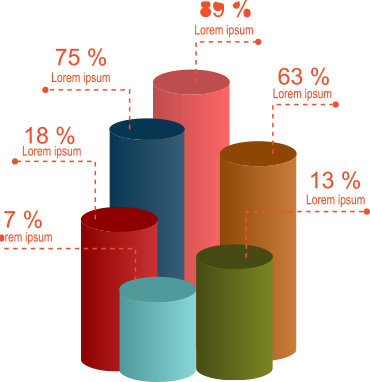 89 %
Lorem ipsum
75 %
Lorem ipsum
63 %
Lorem ipsum
18 %
Lorem ipsum
13 %
Lorem ipsum
7 %
orem ipsum